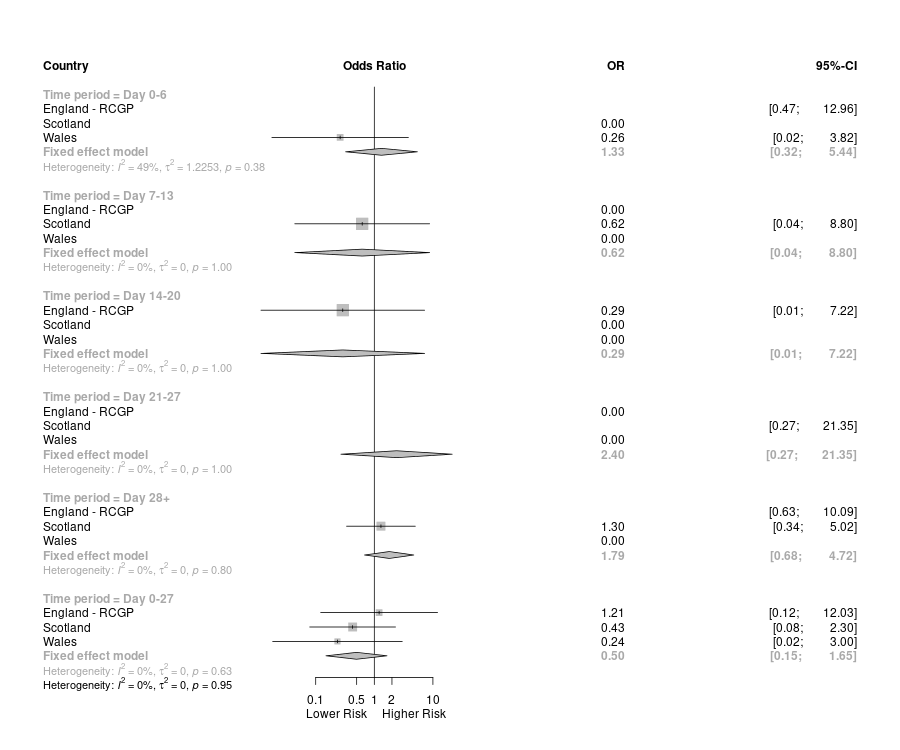 Country Odds Ratio OR 95%-CI
Time period = Day 0-6
England - RCGP [0.47; 12.96]
Scotland 0.00
Wales 0.26 [0.02; 3.82]
Fixed effect model 1.33 [0.32; 5.44]
Heterogeneity: I² = 49%, τ² = 1.2253, p = 0.38
Time period = Day 7-13
England - RCGP 0.00
Scotland 0.62 [0.04; 8.80]
Wales 0.00
Fixed effect model 0.62 [0.04; 8.80]
Heterogeneity: I² = 0%, τ² = 0, p = 1.00
Time period = Day 14-20
England - RCGP 0.29 [0.01; 7.22]
Scotland 0.00
Wales 0.00
Fixed effect model 0.29 [0.01; 7.22]
Heterogeneity: I² = 0%, τ² = 0, p = 1.00
Time period = Day 21-27
England - RCGP 0.00
Scotland [0.27; 21.35]
Wales 0.00
Fixed effect model 2.40 [0.27; 21.35]
Heterogeneity: I² = 0%, τ² = 0, p = 1.00
Time period = Day 28+
England - RCGP [0.63; 10.09]
Scotland 1.30 [0.34; 5.02]
Wales 0.00
Fixed effect model 1.79 [0.68; 4.72]
Heterogeneity: I² = 0%, τ² = 0, p = 0.80
Time period = Day 0-27
England - RCGP 1.21 [0.12; 12.03]
Scotland 0.43 [0.08; 2.30]
Wales 0.24 [0.02; 3.00]
Fixed effect model 0.50 [0.15; 1.65]
Heterogeneity: I² = 0%, τ² = 0, p = 0.63
Heterogeneity: I² = 0%, τ² = 0, p = 0.95
0.1 0.5 1 2 10
Lower Risk Higher Risk